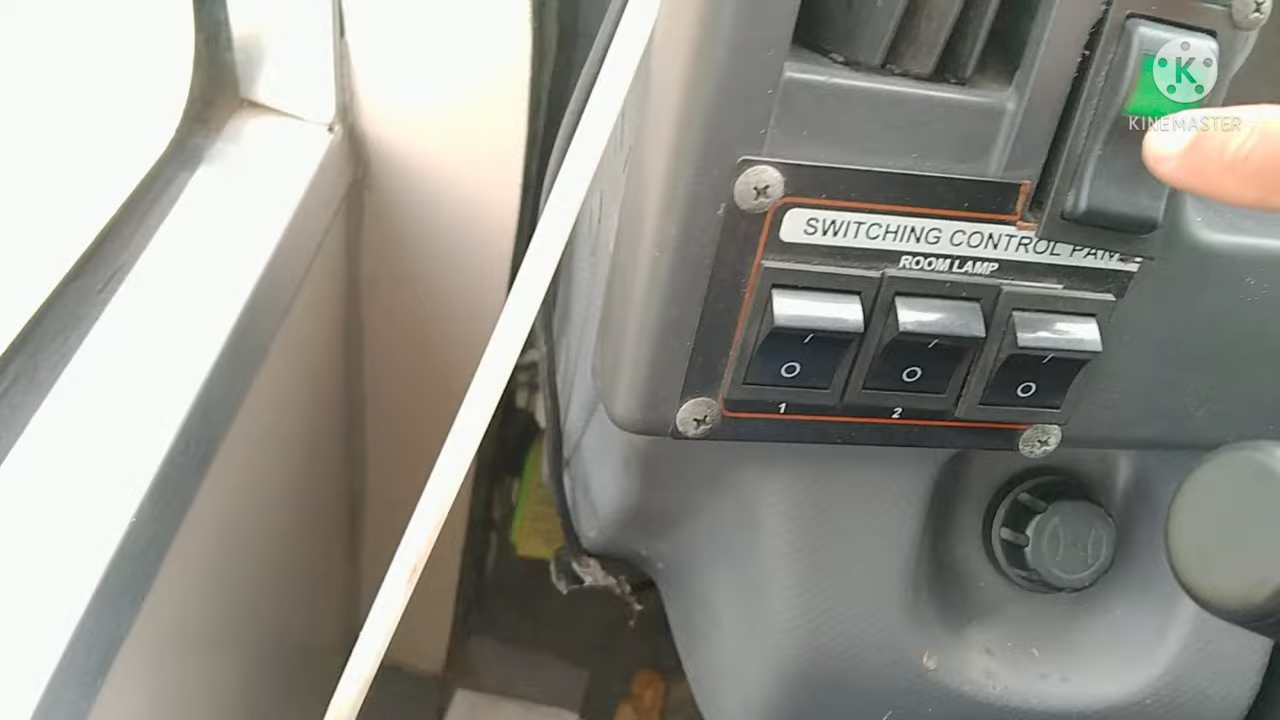 K
KINEMASTER
SWITCHING CONTROL PAN
ROOM LAMP
1
2